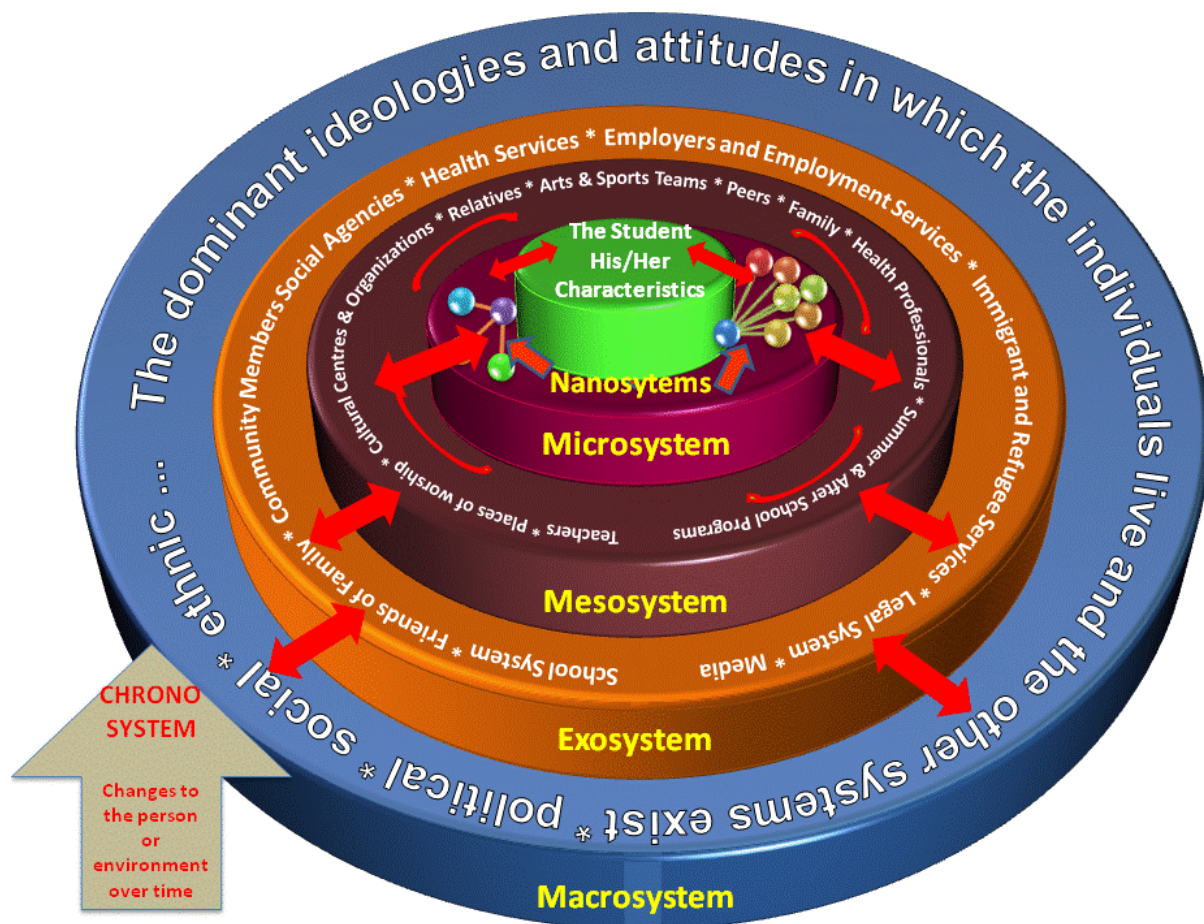 The dominant ideologies and attitudes in which the individuals live and the other systems exist * political * social * ethnic ...
Community Members Social Agencies * Health Services * Employers and Employment Services * Immigrant and Refugee Services * Legal System * Media
School System * Friends of Family *
Cultural Centres & Organizations * Relatives * Arts & Sports Teams * Peers * Family * Health Professionals * Summer & After School Programs
Teachers * Places of worship *
The Student
His/Her
Characteristics
Nanosytems
Microsystem
Mesosystem
Exosystem
Macrosystem
CHRONO
SYSTEM
Changes to
the person
or
environment
over time